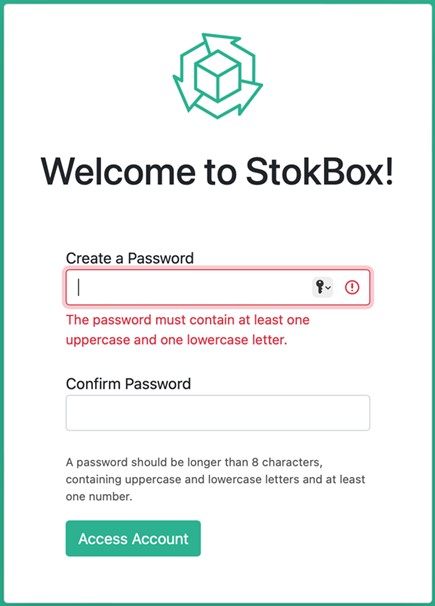 Welcome to StokBox!
Create a Password
The password must contain at least one
uppercase and one lowercase letter.
Confirm Password
A password should be longer than 8 characters,
containing uppercase and lowercase letters and at least
one number.
Access Account